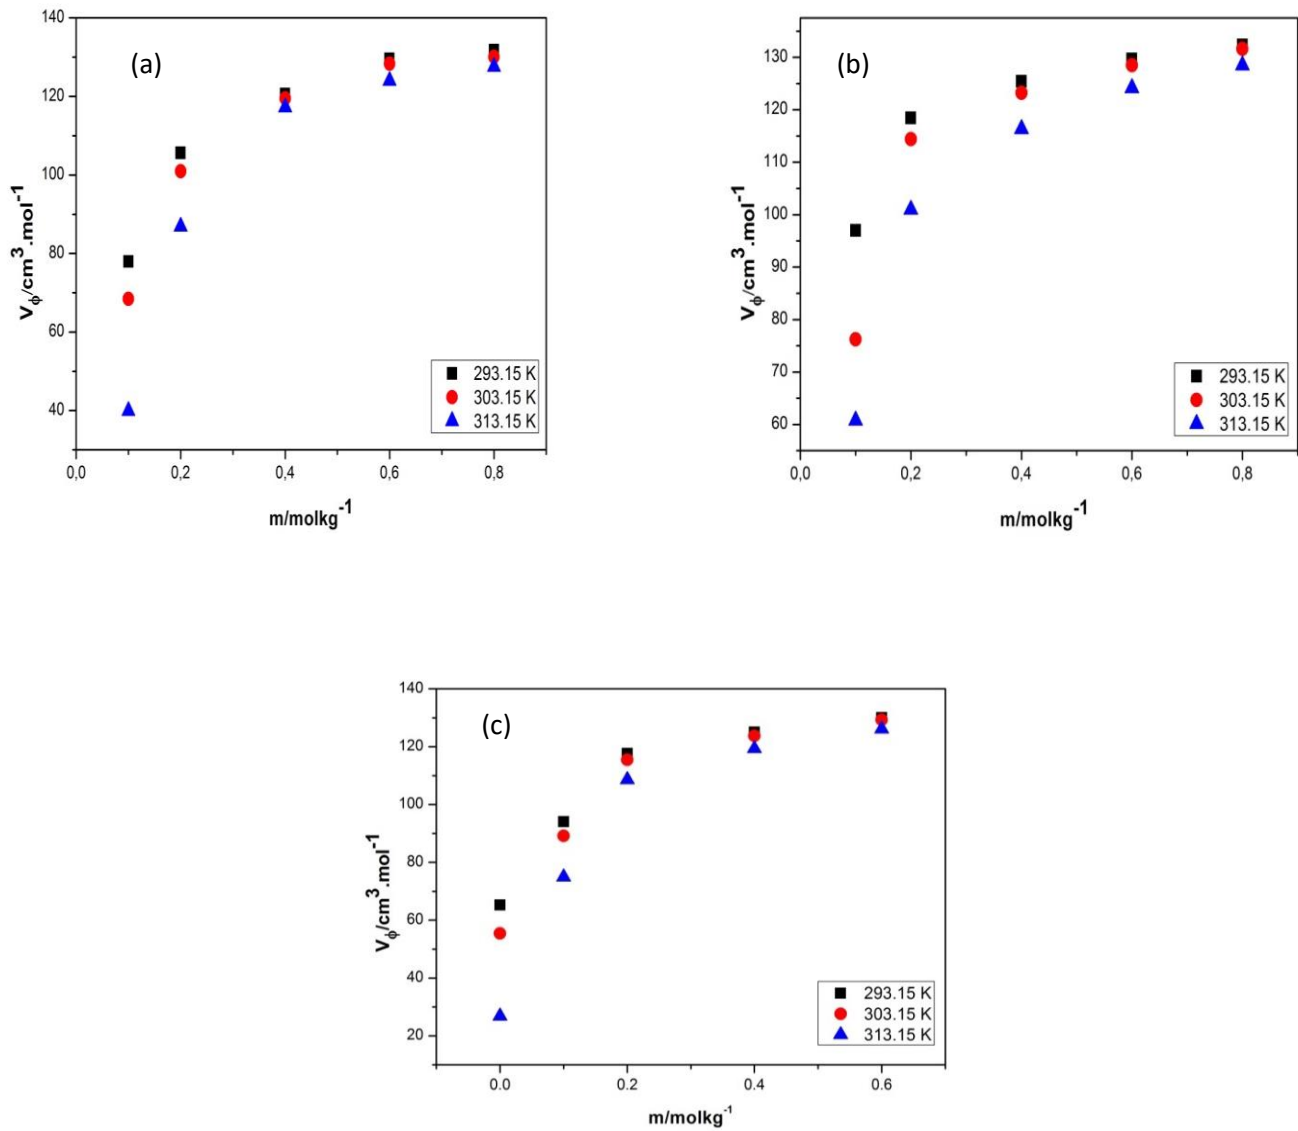 (a)
140
120
100
80
60
40
0,0
0,2
0,4
0,6
0,8
Vϕ/cm³.mol⁻¹
m/molkg⁻¹
293.15 K
303.15 K
313.15 K
(b)
130
120
110
100
90
80
70
60
0,0
0,2
0,4
0,6
0,8
Vϕ/cm³.mol⁻¹
m/molkg⁻¹
293.15 K
303.15 K
313.15 K
(c)
140
120
100
80
60
40
20
0.0
0.2
0.4
0.6
Vϕ/cm³.mol⁻¹
m/molkg⁻¹
293.15 K
303.15 K
313.15 K